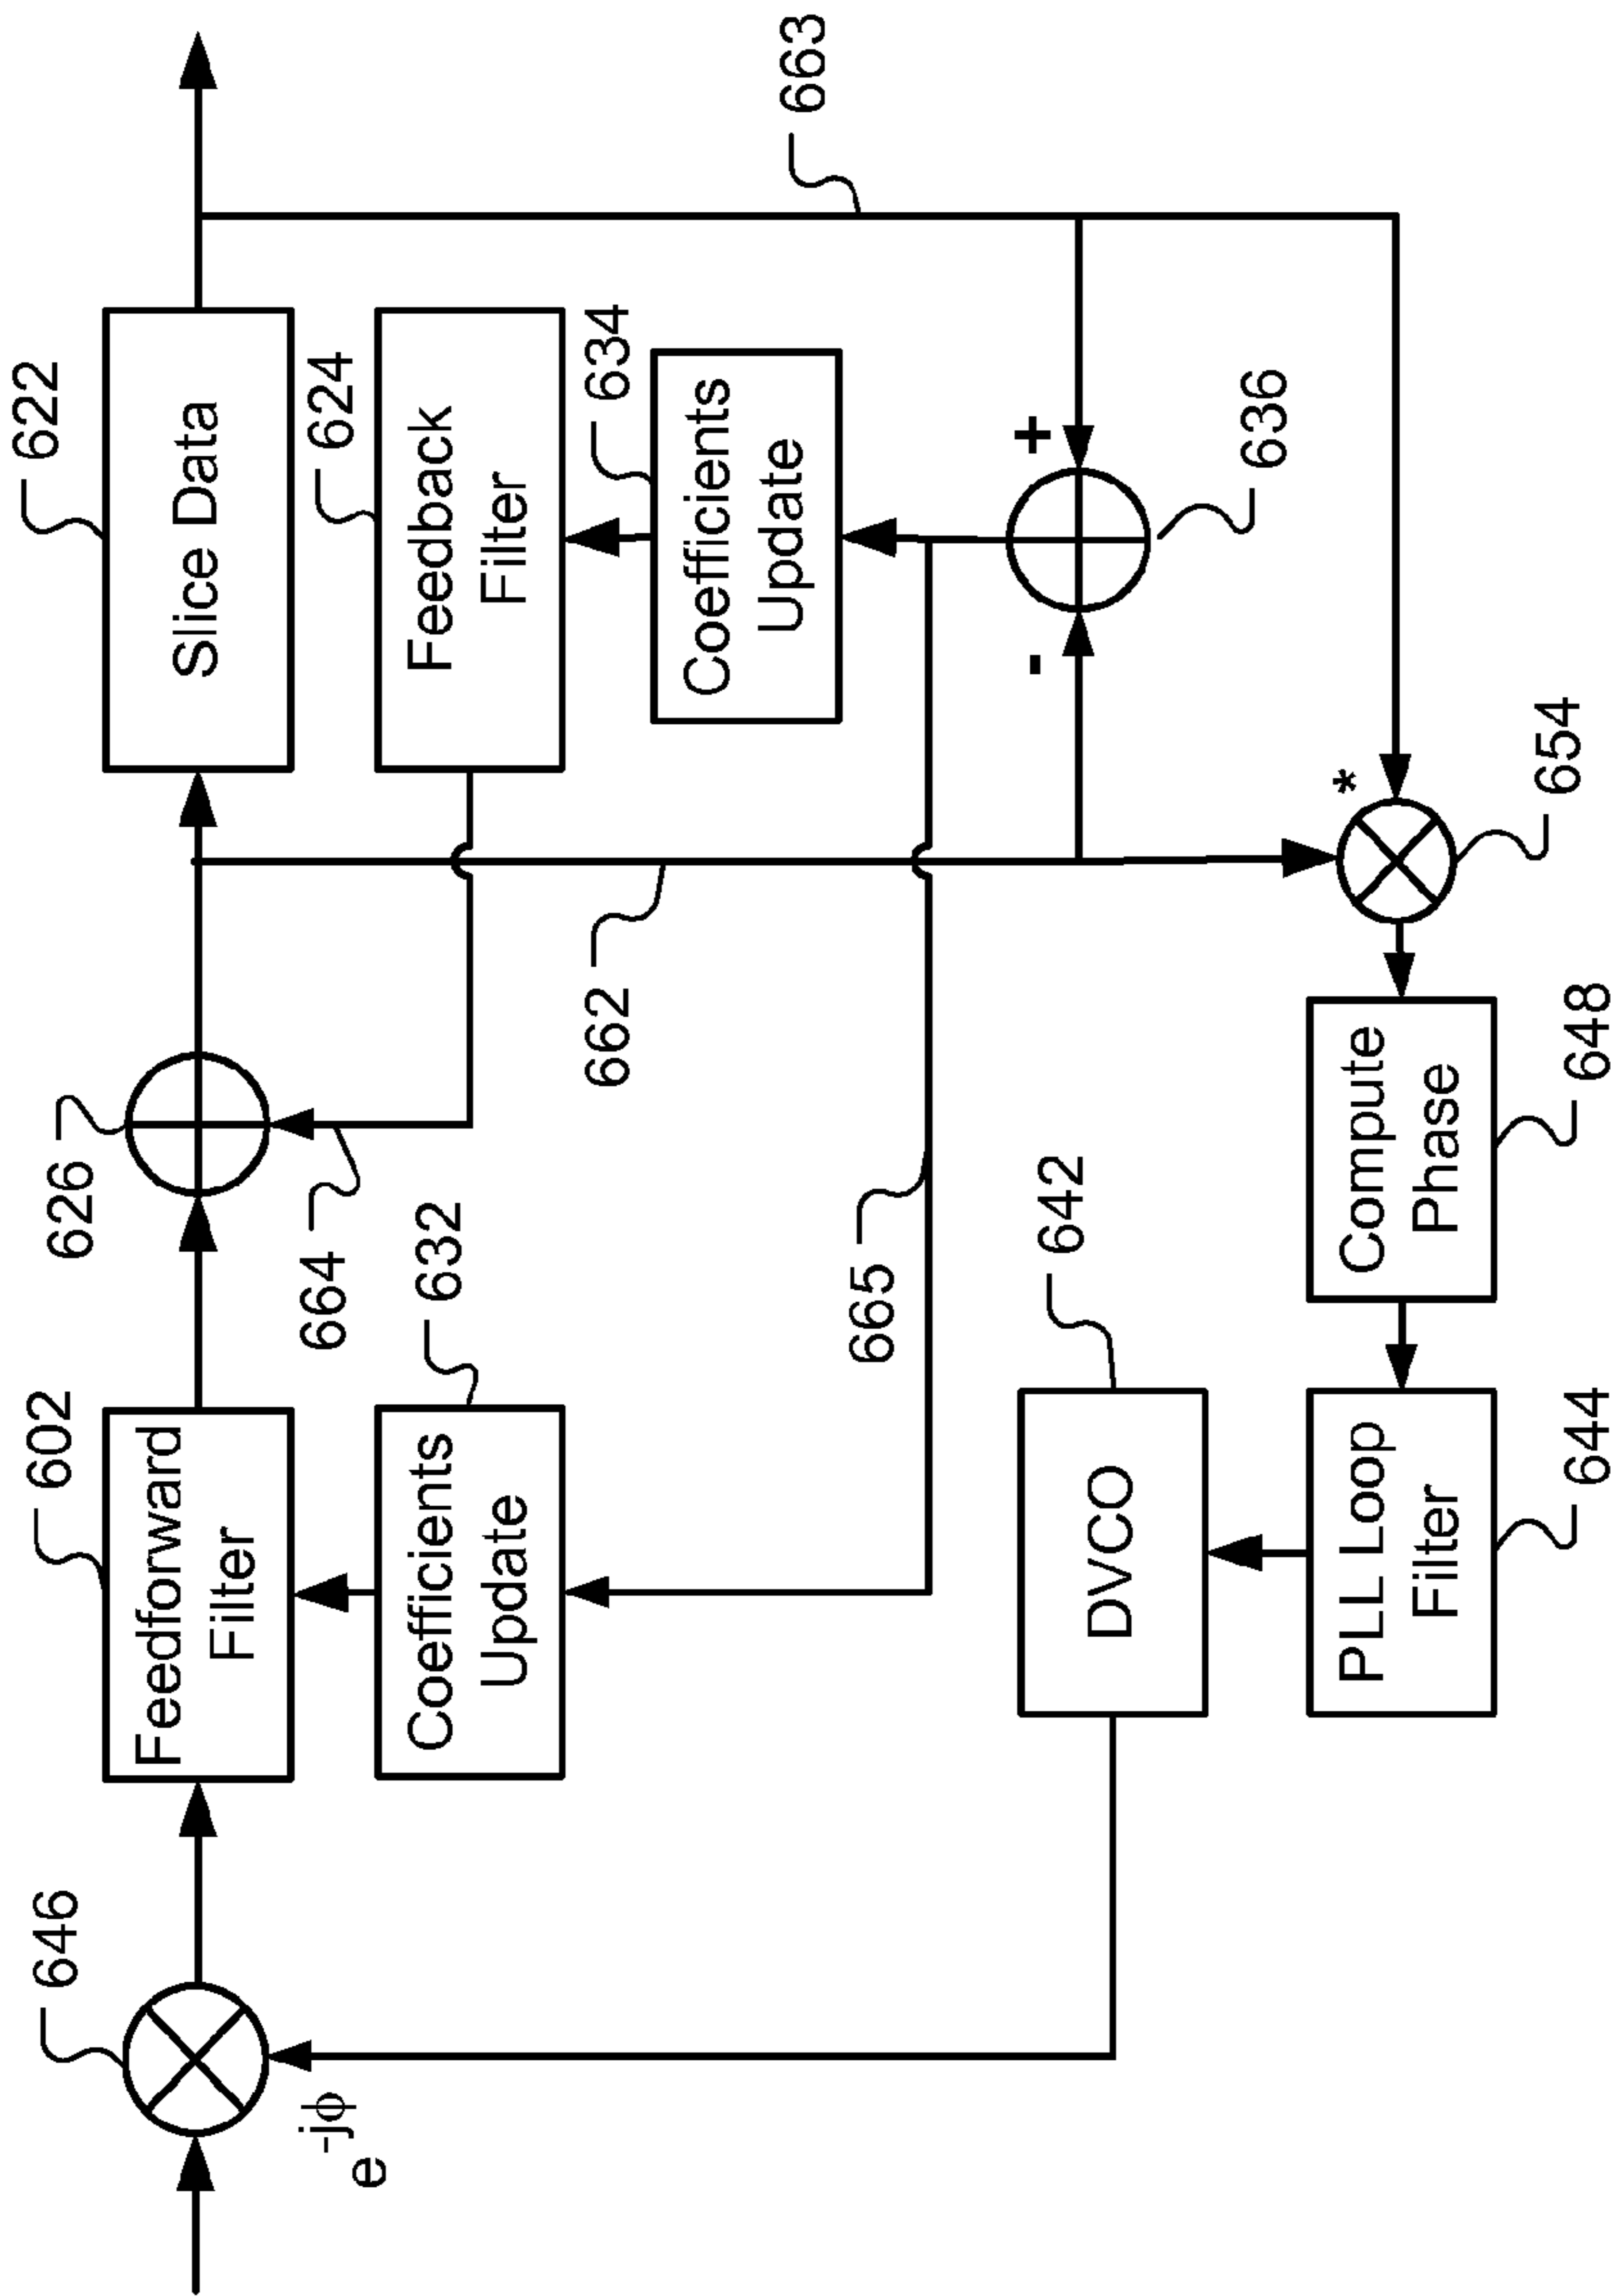 646
e-jϕ
602
Feedforward
Filter
632
Coefficients
Update
626
664
622
Slice Data
624
Feedback
Filter
634
Coefficients
Update
662
663
665
+
-
636
*
654
642
DVCO
644
PLL Loop
Filter
648
Compute
Phase